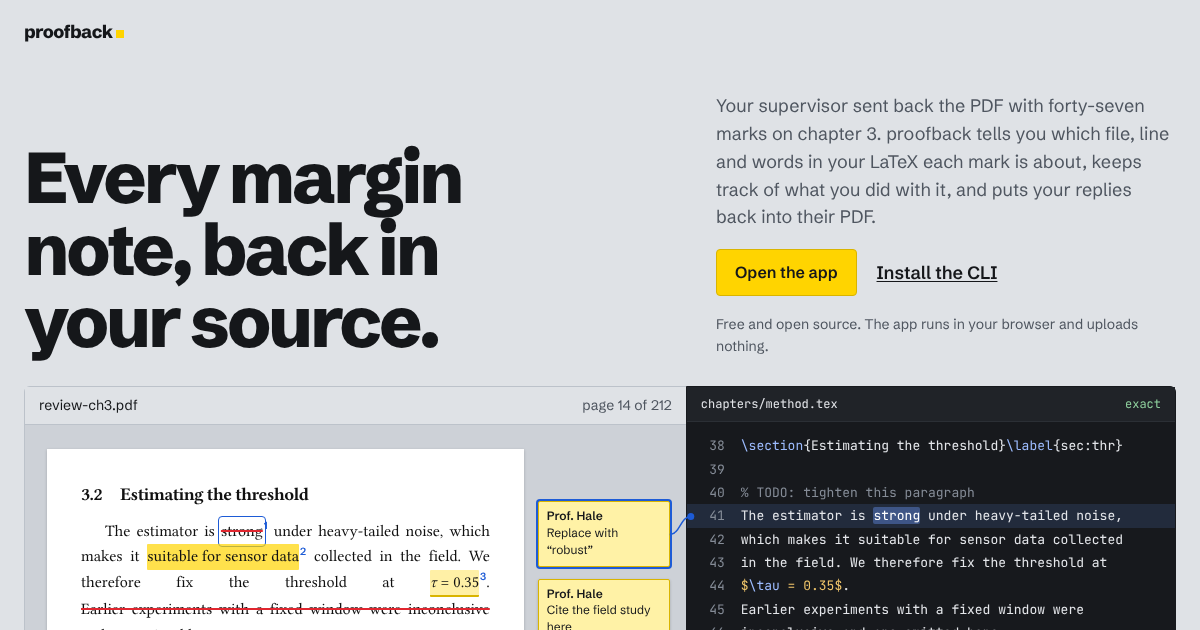 proofback
Every margin
note, back in
your source.
Your supervisor sent back the PDF with forty-seven
marks on chapter 3. proofback tells you which file, line
and words in your LaTeX each mark is about, keeps
track of what you did with it, and puts your replies
back into their PDF.
Open the app
Install the CLI
Free and open source. The app runs in your browser and uploads
nothing.
review-ch3.pdf
page 14 of 212
3.2 Estimating the threshold
The estimator is strong1 under heavy-tailed noise, which
makes it suitable for sensor data2 collected in the field. We
therefore fix the threshold at τ = 0.353.
Earlier experiments with a fixed window were inconclusive
Prof. Hale
Replace with
“robust”
Prof. Hale
Cite the field study
here
chapters/method.tex
exact
38 \section{Estimating the threshold}\label{sec:thr}
39
40 % TODO: tighten this paragraph
41 The estimator is strong under heavy-tailed noise,
42 which makes it suitable for sensor data collected
43 in the field. We therefore fix the threshold at
44 $\tau = 0.35$.
45 Earlier experiments with a fixed window were